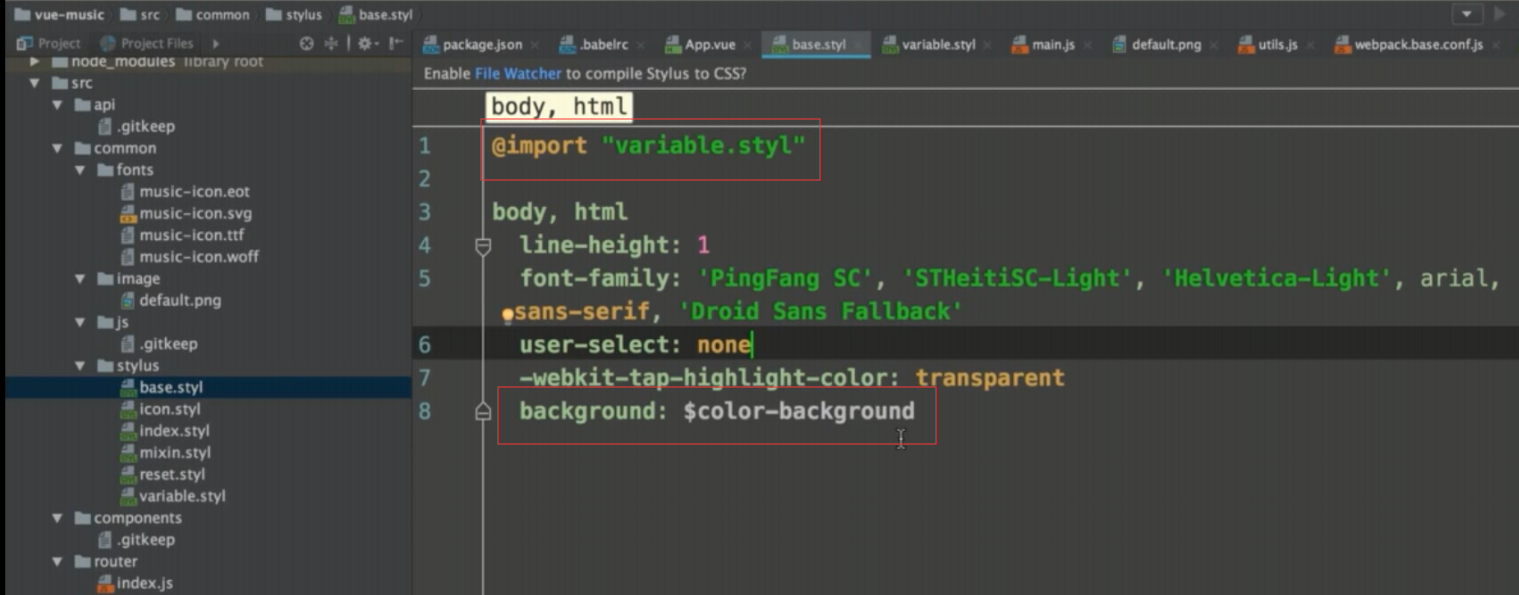 vue-music src common stylus base.styl
Project Project Files
package.json .babelrc App.vue base.styl variable.styl main.js default.png utils.js webpack.base.conf.js
node_modules library root
Enable File Watcher to compile Stylus to CSS?
src
api
.gitkeep
common
fonts
music-icon.eot
music-icon.svg
music-icon.ttf
music-icon.woff
image
default.png
js
.gitkeep
stylus
base.styl
icon.styl
index.styl
mixin.styl
reset.styl
variable.styl
components
.gitkeep
router
index.js
body, html
1 @import "variable.styl"
2
3 body, html
4 line-height: 1
5 font-family: 'PingFang SC', 'STHeitiSC-Light', 'Helvetica-Light', arial,
sans-serif, 'Droid Sans Fallback'
6 user-select: none
7 -webkit-tap-highlight-color: transparent
8 background: $color-background